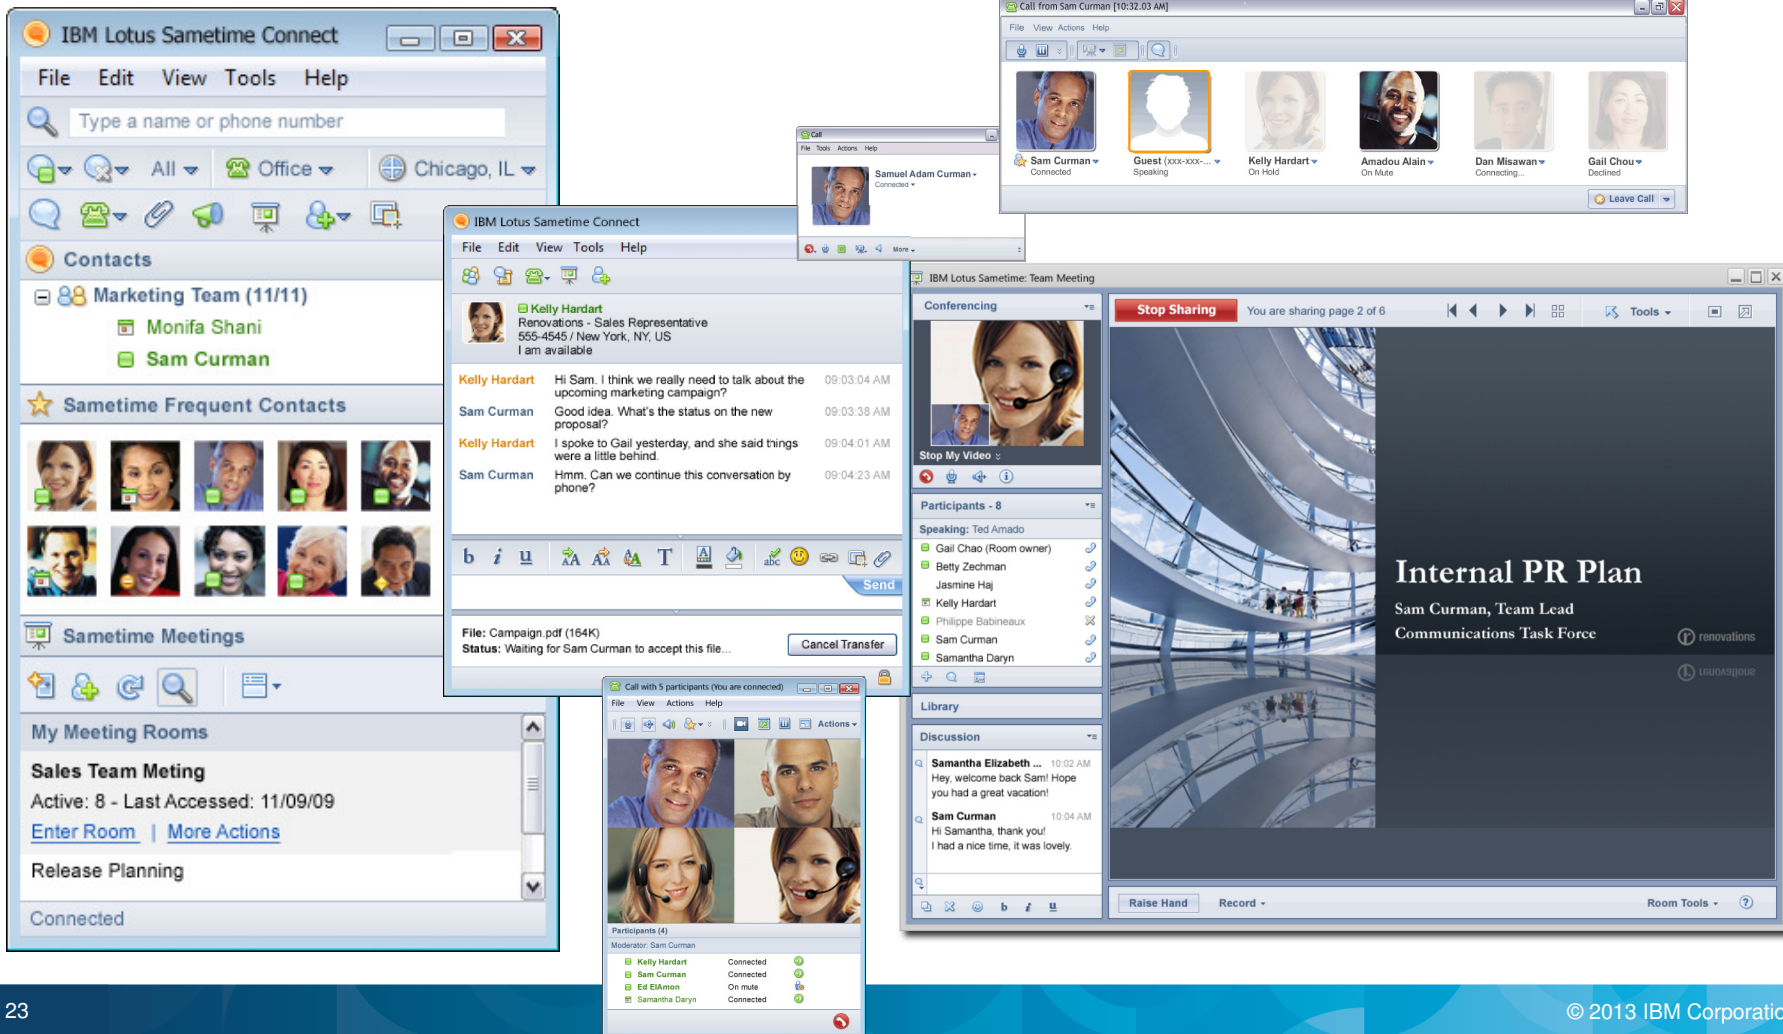 IBM Lotus Sametime Connect
File Edit View Tools Help
Type a name or phone number
All Office Chicago, IL
Contacts
Marketing Team (11/11)
Monifa Shani
Sam Curman
Sametime Frequent Contacts
Sametime Meetings
My Meeting Rooms
Sales Team Meting
Active: 8 - Last Accessed: 11/09/09
Enter Room | More Actions
Release Planning
Connected
IBM Lotus Sametime Connect
File Edit View Tools Help
Kelly Hardart
Renovations - Sales Representative
555-4545 / New York, NY, US
I am available
Kelly Hardart Hi Sam. I think we really need to talk about the 09:03:04 AM
upcoming marketing campaign?
Sam Curman Good idea. What's the status on the new 09:03:38 AM
proposal?
Kelly Hardart I spoke to Gail yesterday, and she said things 09:04:01 AM
were a little behind.
Sam Curman Hmm. Can we continue this conversation by 09:04:23 AM
phone?
b i u AA AA AA T A abc
Send
File: Campaign.pdf (164K)
Status: Waiting for Sam Curman to accept this file...
Cancel Transfer
Call
File Tools Actions Help
Samuel Adam Curman
Connected
More
Call from Sam Curman [10:32.03 AM]
File View Actions Help
Sam Curman Guest (xxx-xxx-... Kelly Hardart Amadou Alain Dan Misawan Gail Chou
Connected Speaking On Hold On Mute Connecting... Declined
Leave Call
IBM Lotus Sametime: Team Meeting
Conferencing
Stop My Video
Participants - 8
Speaking: Ted Amado
Gail Chao (Room owner)
Betty Zechman
Jasmine Haj
Kelly Hardart
Philippe Babineaux
Sam Curman
Samantha Daryn
Library
Discussion
Samantha Elizabeth ... 10:02 AM
Hey, welcome back Sam! Hope
you had a great vacation!
Sam Curman 10:04 AM
Hi Samantha, thank you!
I had a nice time, it was lovely.
b i u
Stop Sharing You are sharing page 2 of 6 Tools
Internal PR Plan
Sam Curman, Team Lead
Communications Task Force
r renovations
Raise Hand Record Room Tools ?
Call with 5 participants (You are connected)
File View Actions Help
Actions
Participants (4)
Moderator: Sam Curman
Kelly Hardart Connected
Sam Curman Connected
Ed ElAmon On mute
Samantha Daryn Connected
23
© 2013 IBM Corporatio